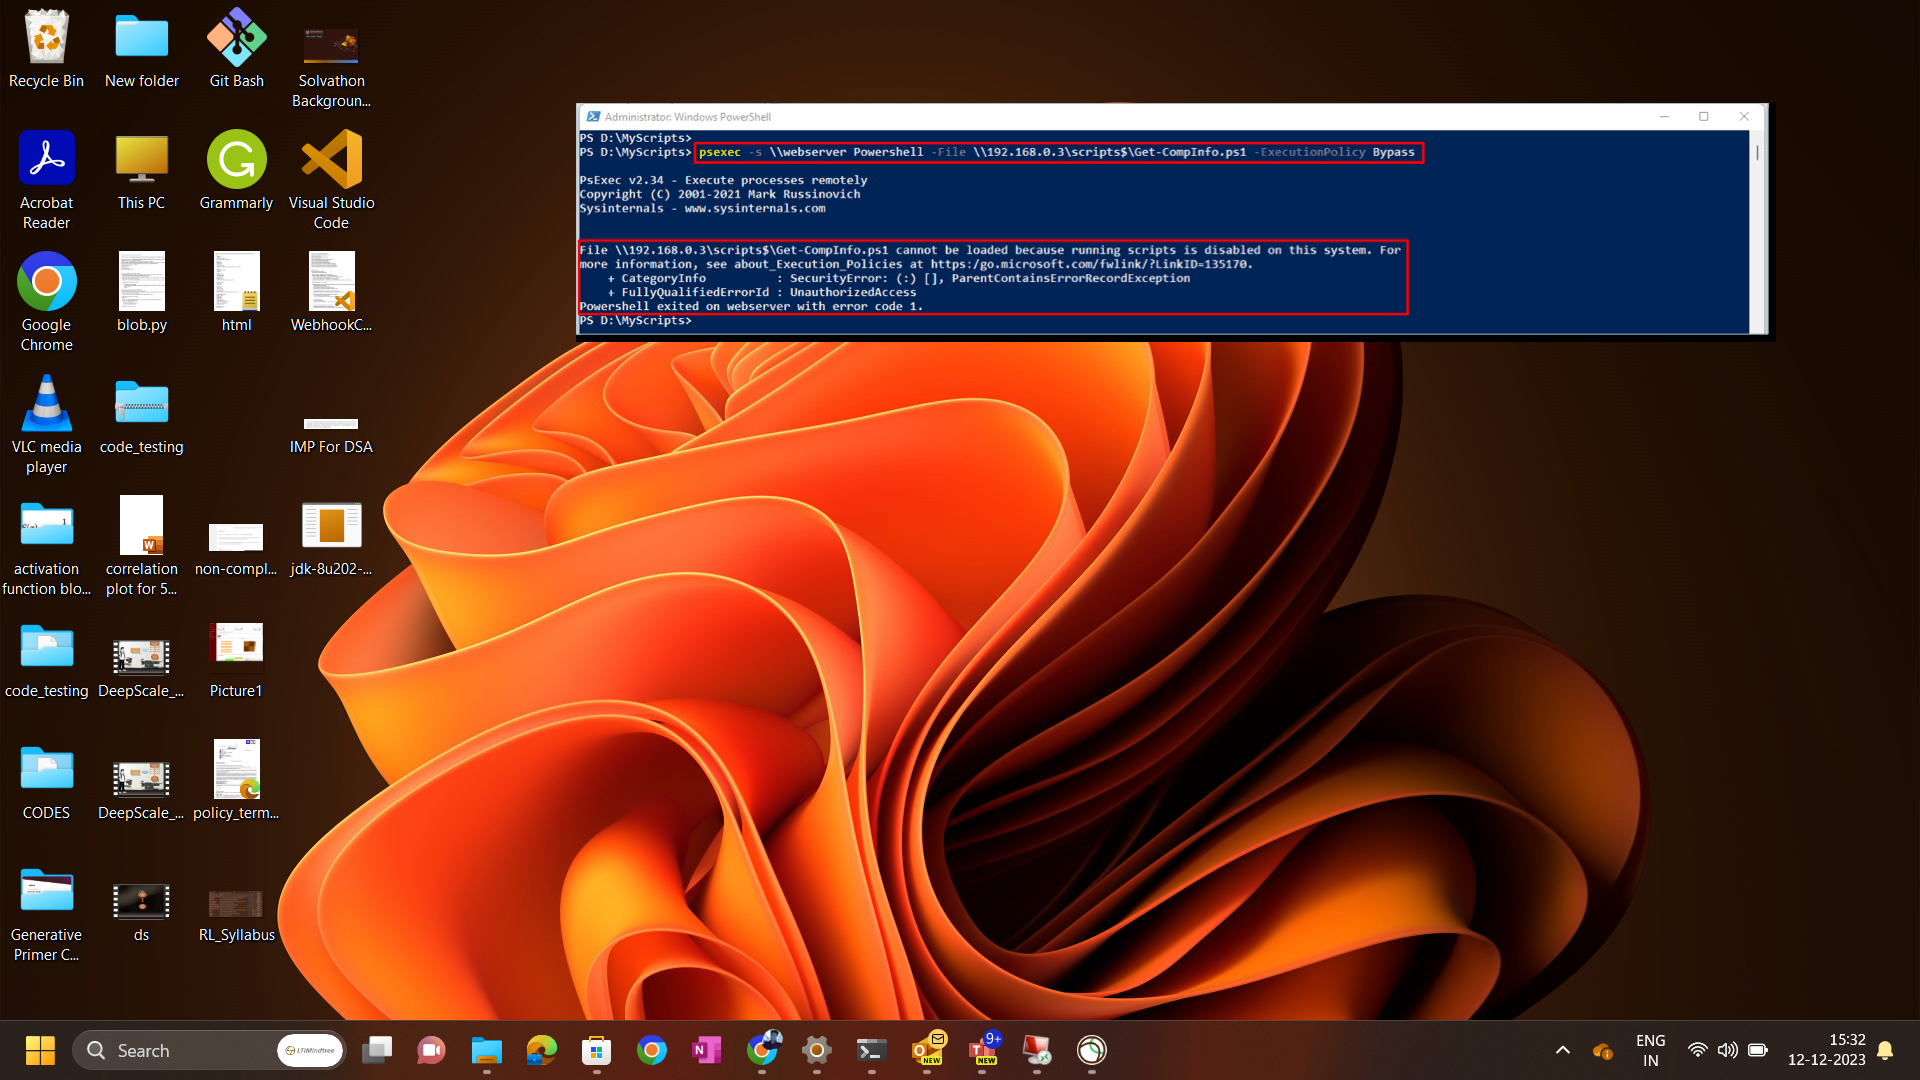 Recycle Bin
New folder
Git Bash
Solvathon
Backgroun...
Acrobat
Reader
This PC
Grammarly
Visual Studio
Code
Google
Chrome
blob.py
html
WebhookC...
VLC media
player
code_testing
IMP For DSA
activation
function blo...
correlation
plot for 5...
non-compl...
jdk-8u202-...
code_testing
DeepScale_...
Picture1
CODES
DeepScale_...
policy_term...
Generative
Primer C...
ds
RL_Syllabus
Administrator: Windows PowerShell
PS D:\MyScripts>
PS D:\MyScripts> psexec -s \\webserver Powershell -File \\192.168.0.3\scripts$\Get-CompInfo.ps1 -ExecutionPolicy Bypass
PsExec v2.34 - Execute processes remotely
Copyright (C) 2001-2021 Mark Russinovich
Sysinternals - www.sysinternals.com
File \\192.168.0.3\scripts$\Get-CompInfo.ps1 cannot be loaded because running scripts is disabled on this system. For
more information, see about_Execution_Policies at https:/go.microsoft.com/fwlink/?LinkID=135170.
+ CategoryInfo : SecurityError: (:) [], ParentContainsErrorRecordException
+ FullyQualifiedErrorId : UnauthorizedAccess
Powershell exited on webserver with error code 1.
PS D:\MyScripts>
Search
LTIMindtree
NEW
9+
NEW
ENG
IN
15:32
12-12-2023